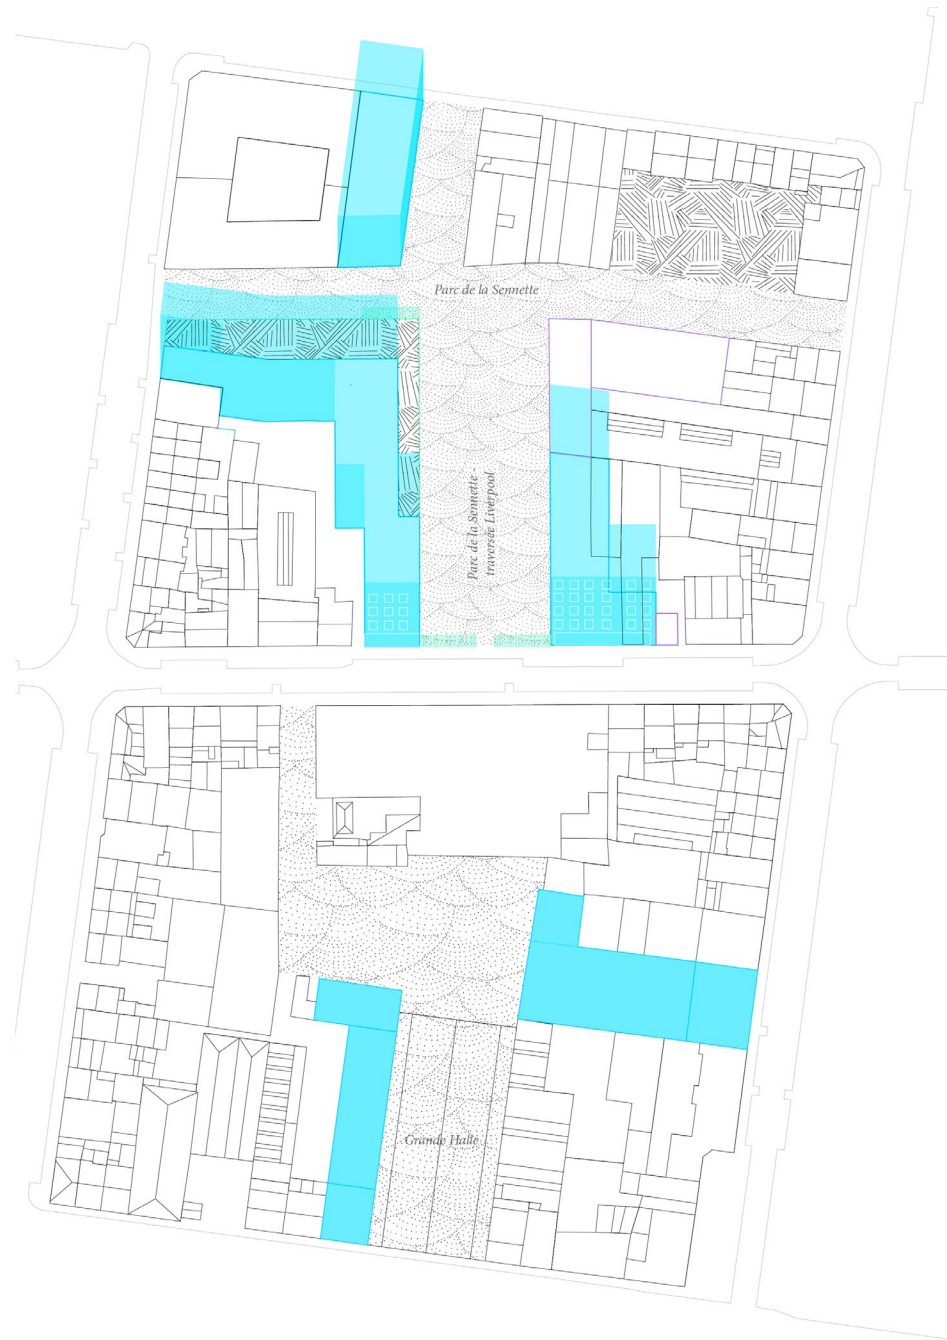 Parc de la Sennette
Parc de la Sennette -
traversée Liverpool
Grande Halle